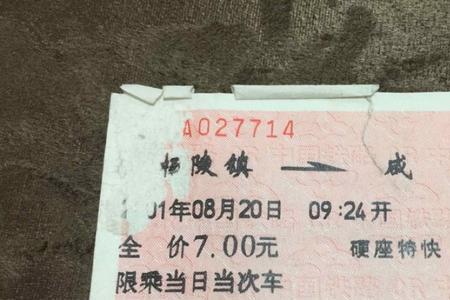 A027714
杨陵镇 → 咸
01年08月20日 09:24开
全 价7.00元 硬座特快
限乘当日当次车